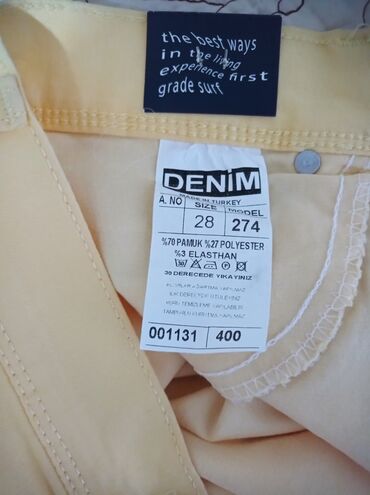 the best ways
in the living
experience first
grade surf
DENİM
MADE IN TURKEY
A. NO SIZE MODEL
28 274
%70 PAMUK %27 POLYESTER
%3 ELASTHAN
30 DERECEDE YIKAYINIZ
001131 400